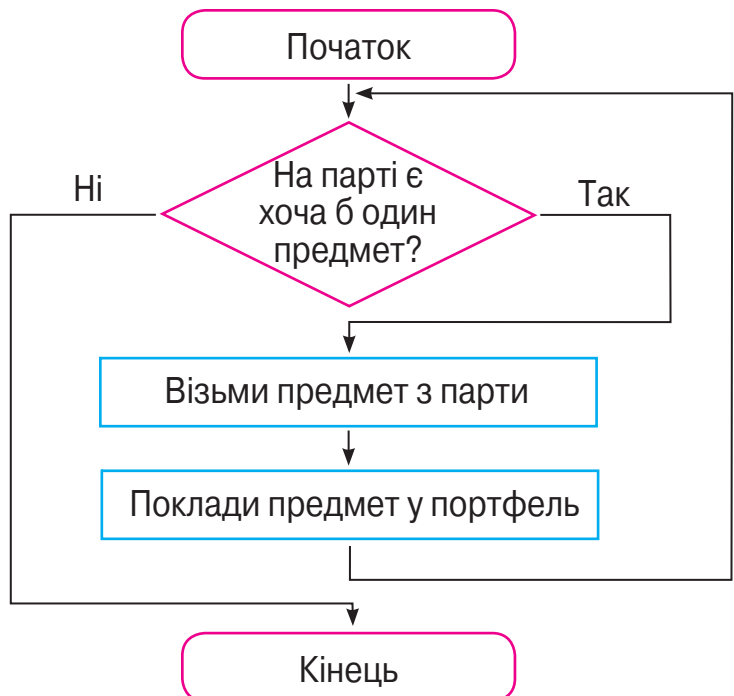 Початок
Ні
На парті є
хоча б один
предмет?
Так
Візьми предмет з парти
Поклади предмет у портфель
Кінець